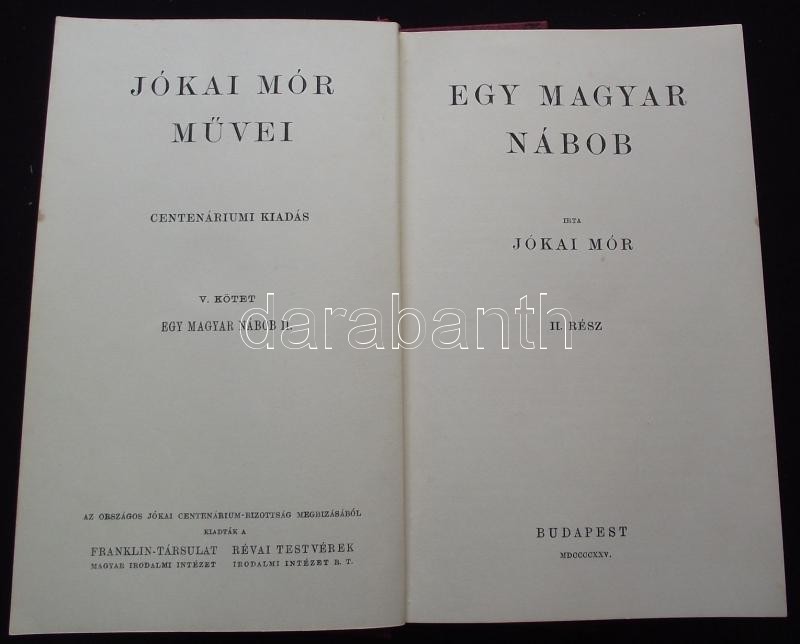 JÓKAI MÓR
MŰVEI
CENTENÁRIUMI KIADÁS
V. KÖTET
EGY MAGYAR NÁBOB II.
AZ ORSZÁGOS JÓKAI CENTENÁRIUM-BIZOTTSÁG MEGBIZÁSÁBÓL
KIADTÁK A
FRANKLIN-TÁRSULAT RÉVAI TESTVÉREK
MAGYAR IRODALMI INTÉZET IRODALMI INTÉZET R. T.
EGY MAGYAR
NÁBOB
IRTA
JÓKAI MÓR
II. RÉSZ
BUDAPEST
MDCCCCXXV.
darabanth